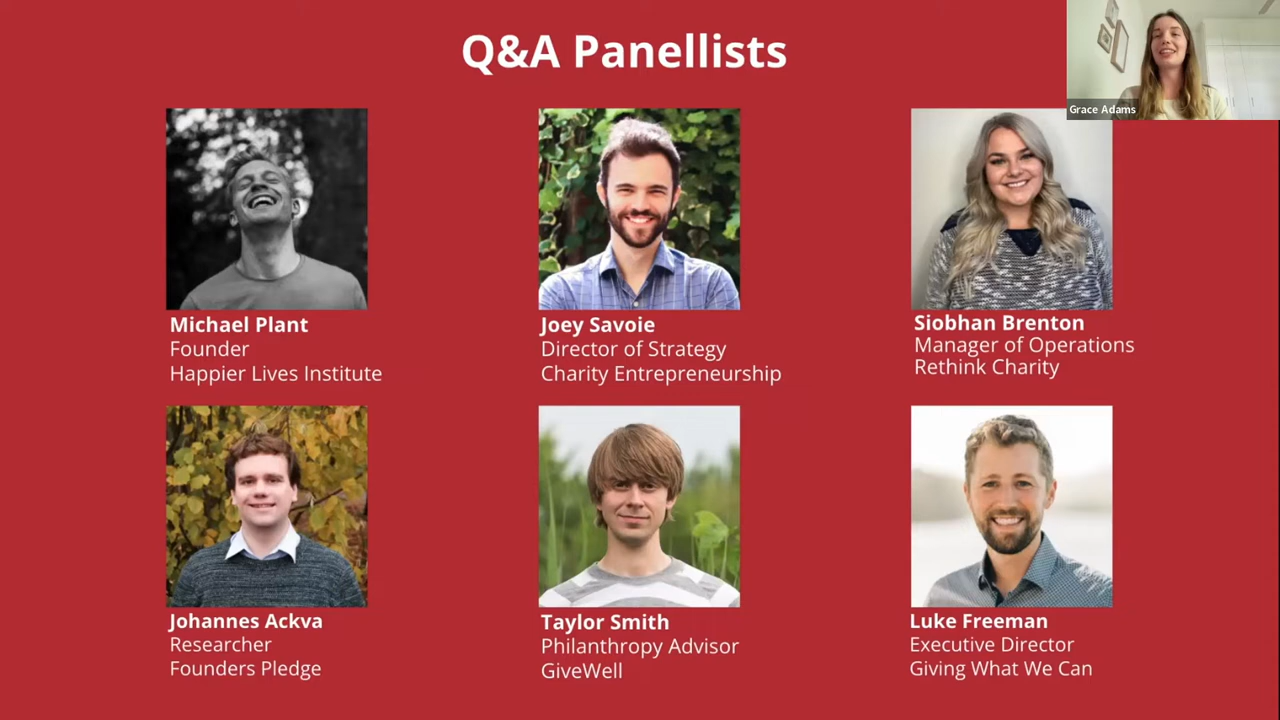 Q&A Panellists
Grace Adams
Michael Plant
Founder
Happier Lives Institute
Joey Savoie
Director of Strategy
Charity Entrepreneurship
Siobhan Brenton
Manager of Operations
Rethink Charity
Johannes Ackva
Researcher
Founders Pledge
Taylor Smith
Philanthropy Advisor
GiveWell
Luke Freeman
Executive Director
Giving What We Can